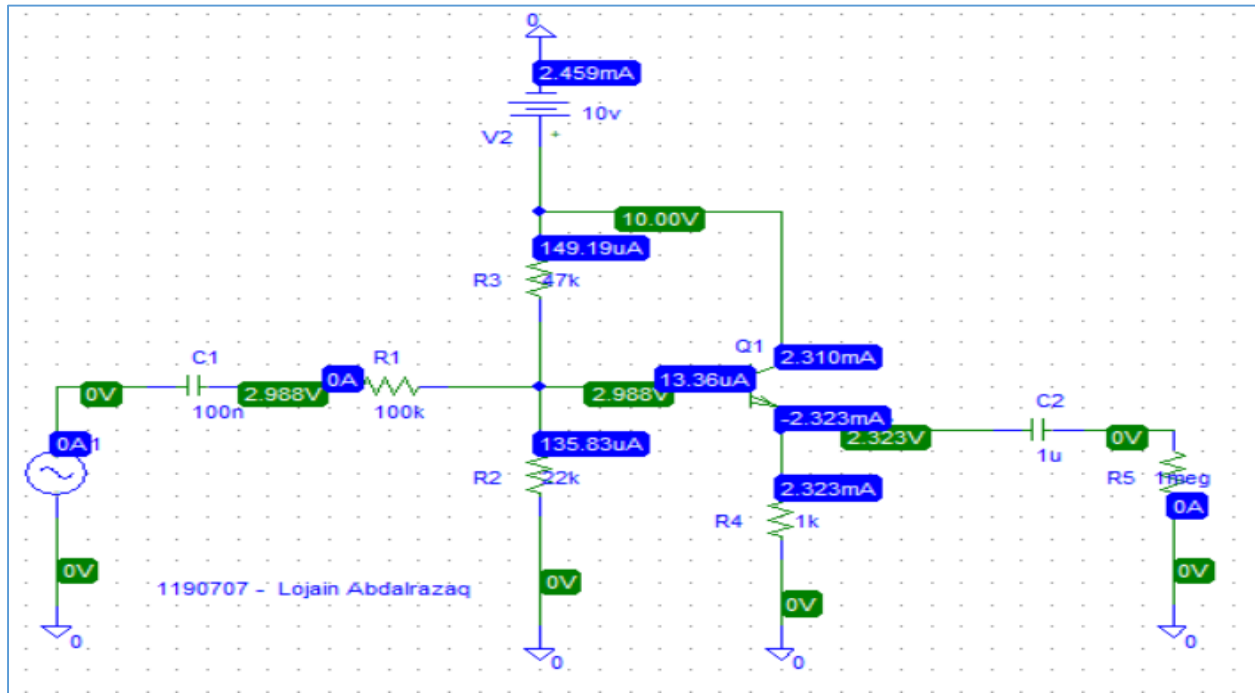 0
2.459mA
10v
V2
+
10.00V
149.19uA
R3 47k
C1
R1
Q1
2.310mA
0V
2.988V
0A
2.988V
13.36uA
100n
100k
-2.323mA
C2
0A 1
135.83uA
2.323V
0V
1u
R2 22k
2.323mA
R5 1meg
R4 1k
0A
0V
0V
0V
0V
1190707 - Lojain Abdalrazaq
0
0
0
0